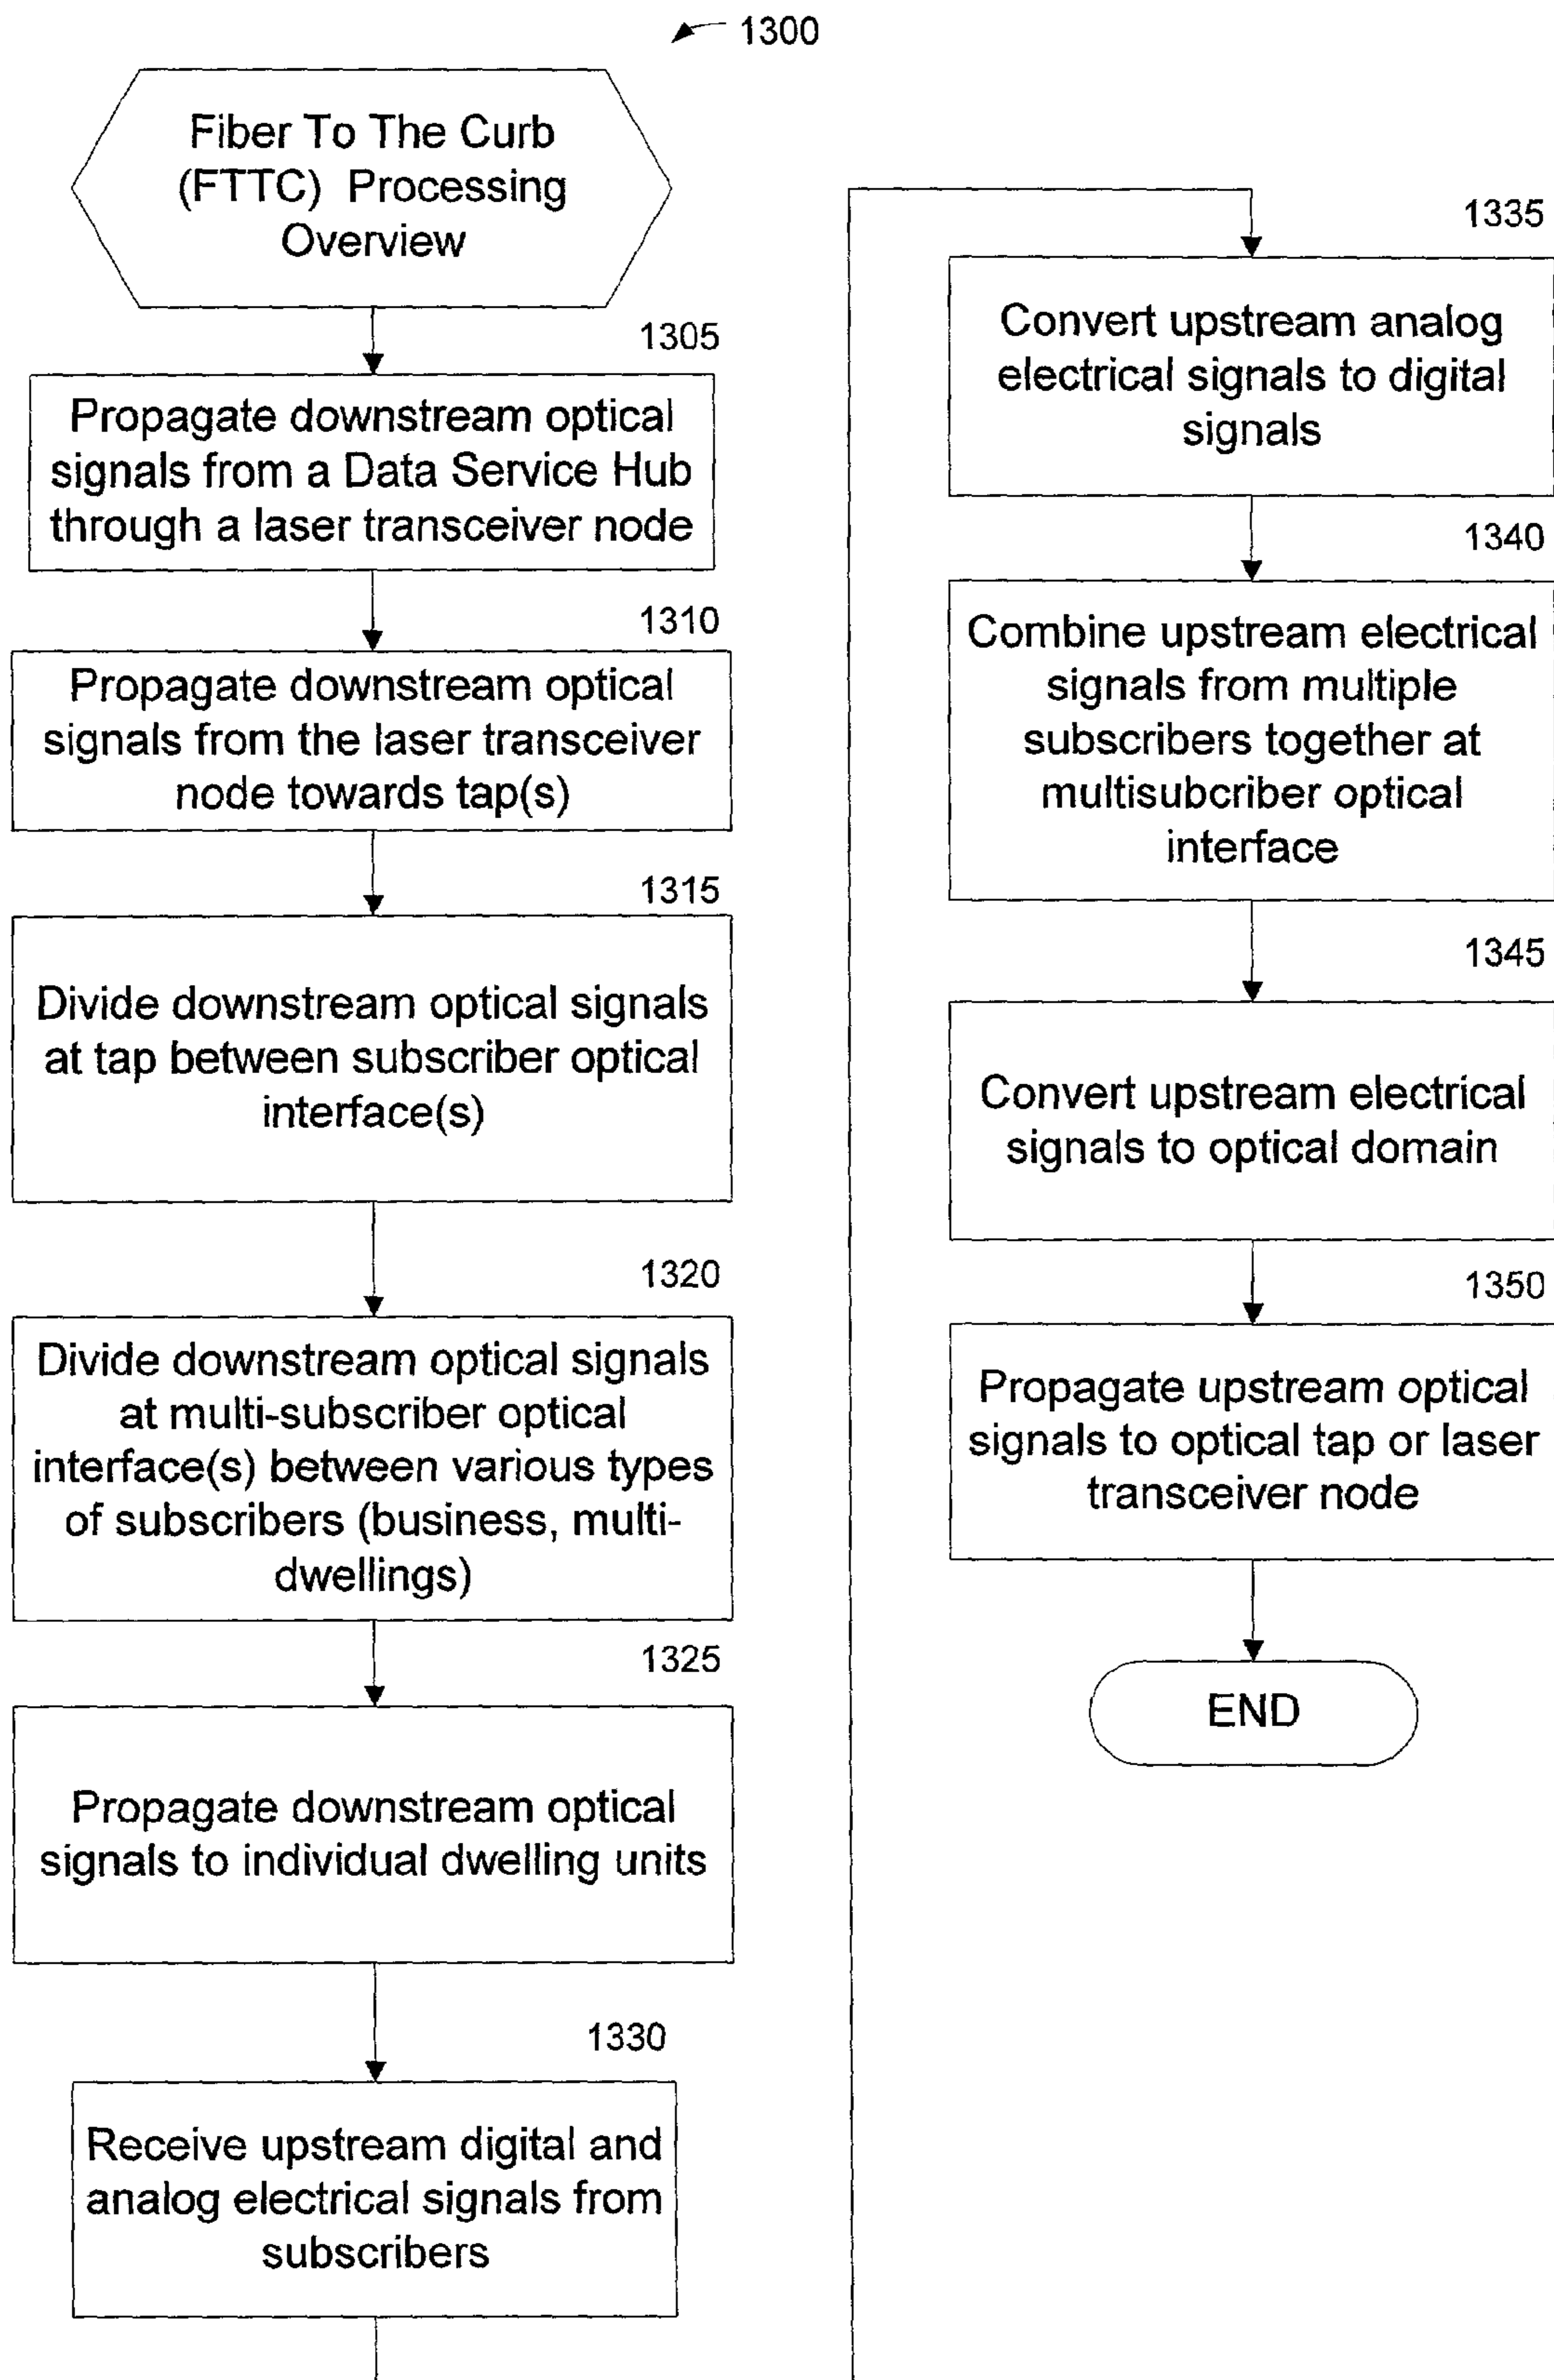 1300
Fiber To The Curb
(FTTC) Processing
Overview
1305
Propagate downstream optical
signals from a Data Service Hub
through a laser transceiver node
1310
Propagate downstream optical
signals from the laser transceiver
node towards tap(s)
1315
Divide downstream optical signals
at tap between subscriber optical
interface(s)
1320
Divide downstream optical signals
at multi-subscriber optical
interface(s) between various types
of subscribers (business, multi-
dwellings)
1325
Propagate downstream optical
signals to individual dwelling units
1330
Receive upstream digital and
analog electrical signals from
subscribers
1335
Convert upstream analog
electrical signals to digital
signals
1340
Combine upstream electrical
signals from multiple
subscribers together at
multisubcriber optical
interface
1345
Convert upstream electrical
signals to optical domain
1350
Propagate upstream optical
signals to optical tap or laser
transceiver node
END